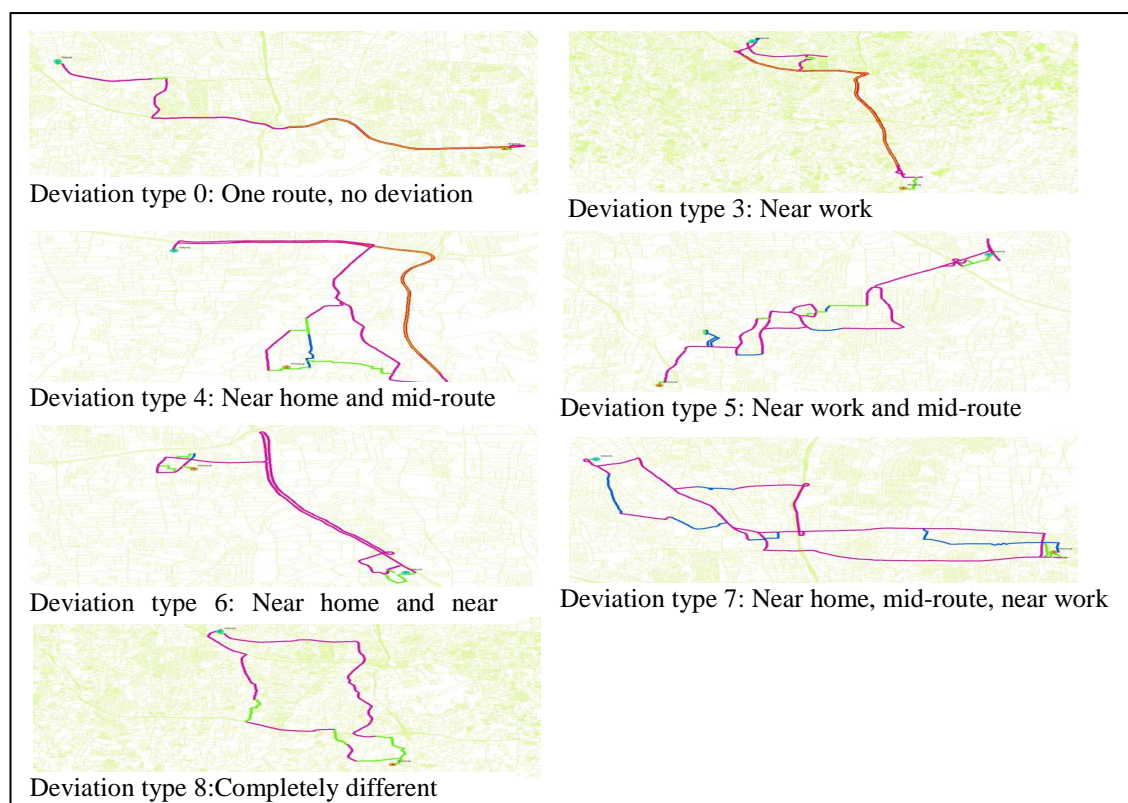 Deviation type 0: One route, no deviation
Deviation type 3: Near work
Deviation type 4: Near home and mid-route
Deviation type 5: Near work and mid-route
Deviation type 6: Near home and near
Deviation type 7: Near home, mid-route, near work
Deviation type 8:Completely different